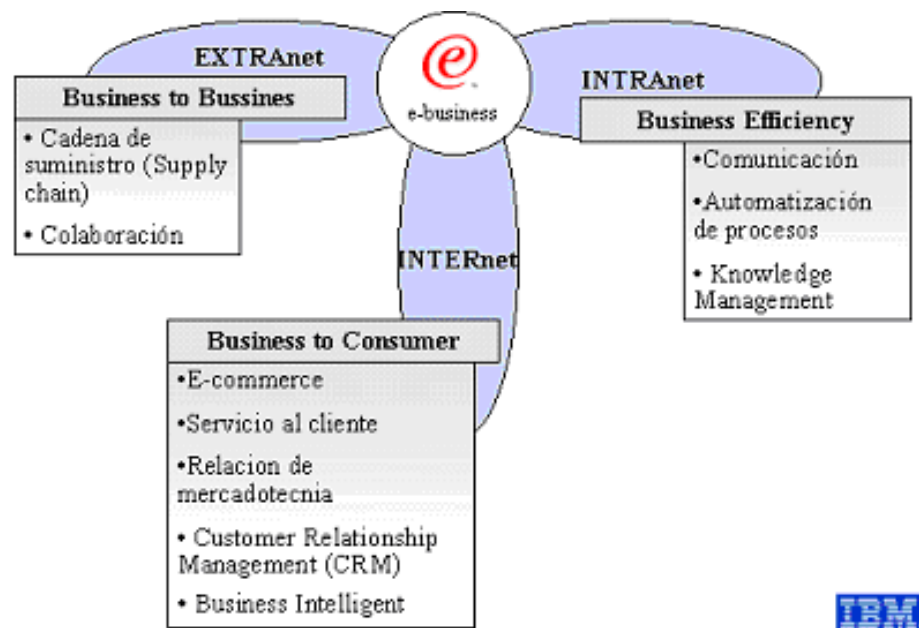 EXTRAnet
Business to Bussines
• Cadena de
suministro (Supply
chain)
• Colaboración
e
e-business
INTRAnet
Business Efficiency
•Comunicación
•Automatización
de procesos
• Knowledge
Management
INTERnet
Business to Consumer
•E-commerce
•Servicio al cliente
•Relacion de
mercadotecnia
• Customer Relationship
Management (CRM)
• Business Intelligent
IBM